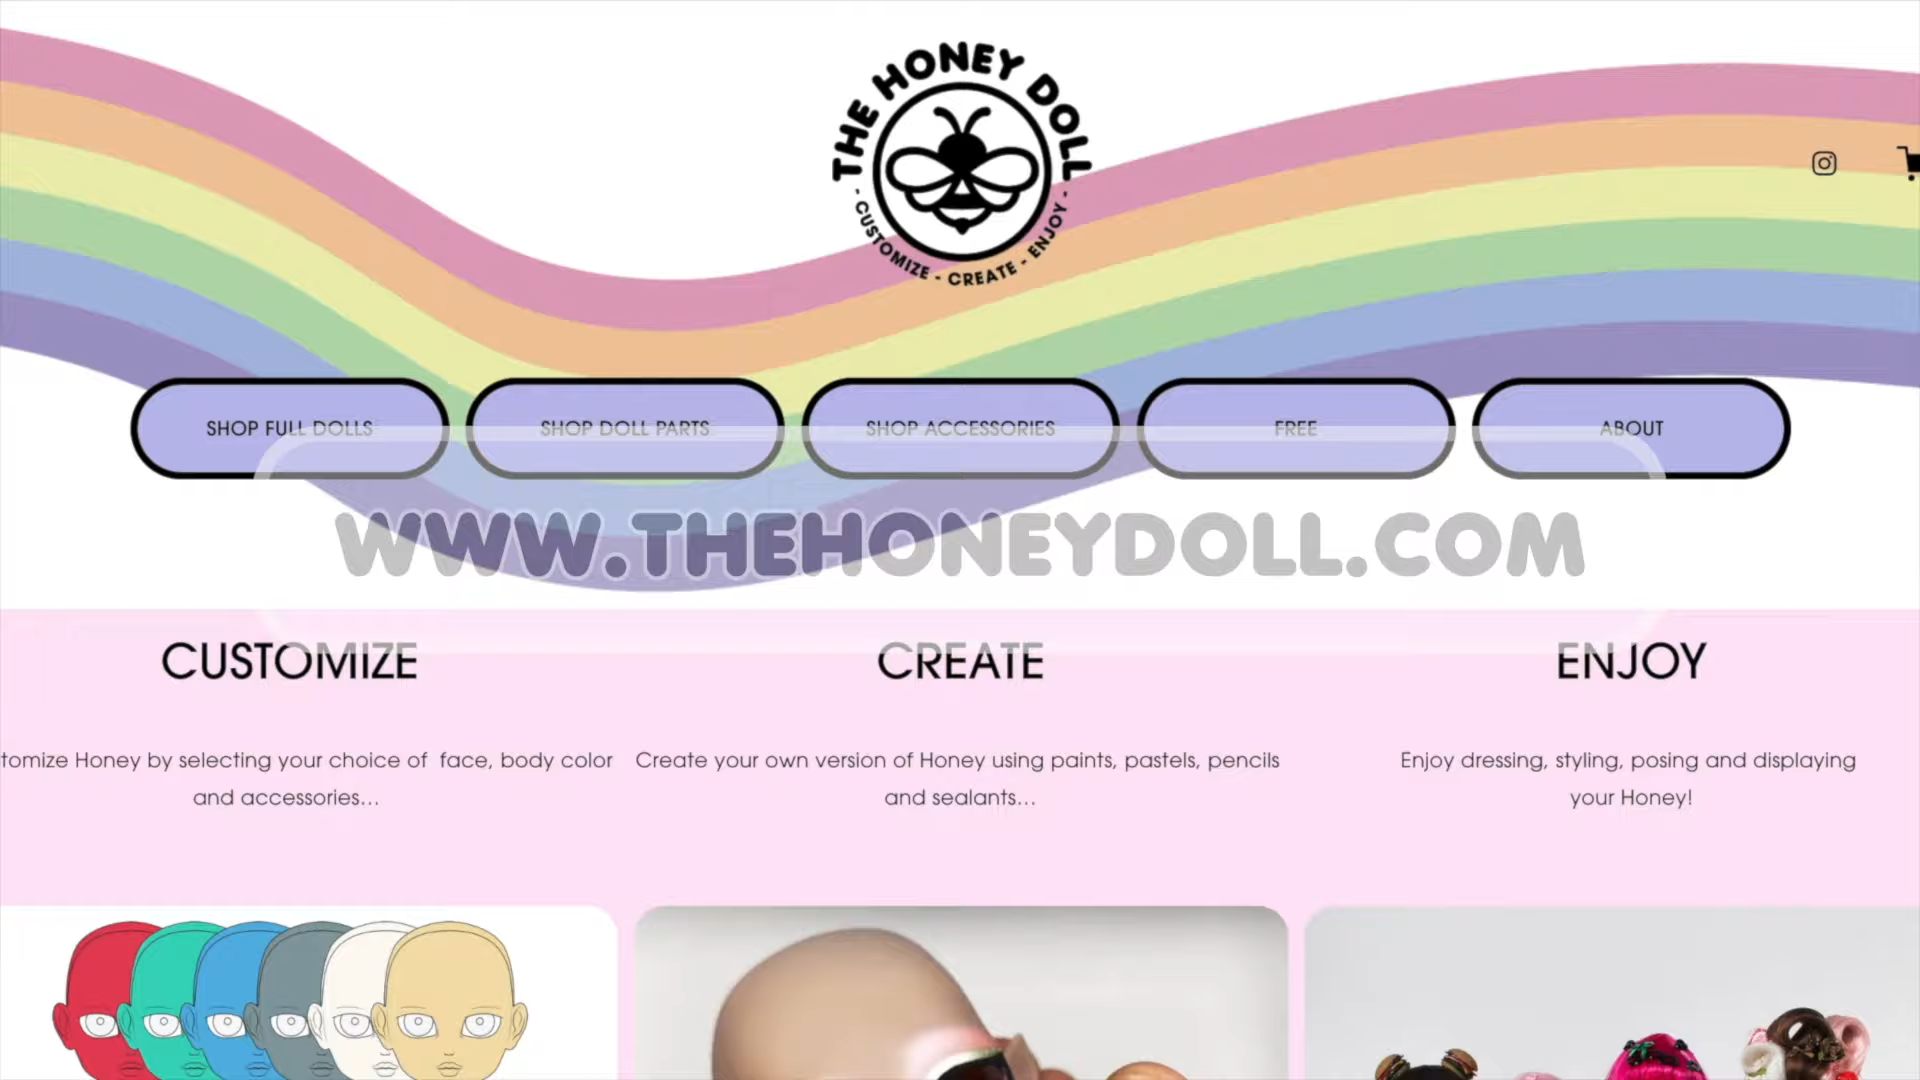 THE HONEY DOLL
- CUSTOMIZE - CREATE - ENJOY -
SHOP FULL DOLLS
SHOP DOLL PARTS
SHOP ACCESSORIES
FREE
ABOUT
WWW.THEHONEYDOLL.COM
CUSTOMIZE
tomize Honey by selecting your choice of face, body color
and accessories...
CREATE
Create your own version of Honey using paints, pastels, pencils
and sealants...
ENJOY
Enjoy dressing, styling, posing and displaying
your Honey!